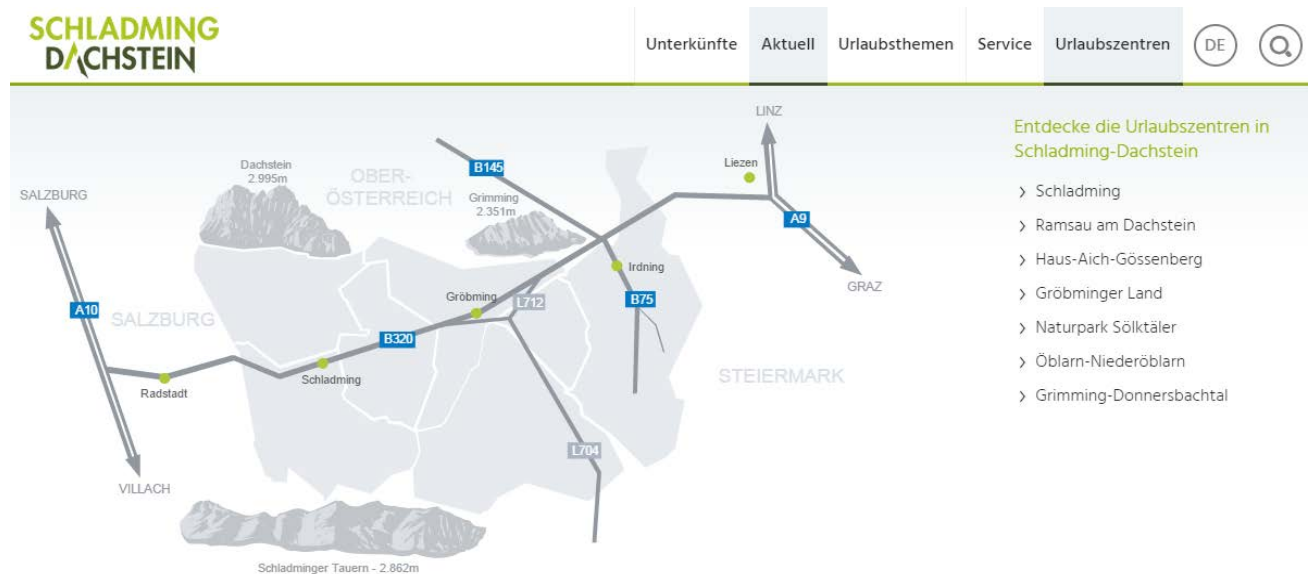 SCHLADMING
DACHSTEIN
Unterkünfte
Aktuell
Urlaubsthemen
Service
Urlaubszentren
DE
Entdecke die Urlaubszentren in
Schladming-Dachstein
> Schladming
> Ramsau am Dachstein
> Haus-Aich-Gössenberg
> Gröbminger Land
> Naturpark Sölktäler
> Öblarn-Niederöblarn
> Grimming-Donnersbachtal
LINZ
Liezen
B145
Dachstein
2.995m
OBER-
ÖSTERREICH
Grimming
2.351m
SALZBURG
A9
GRAZ
Irdning
Gröbming
L712
B75
A10
SALZBURG
B320
Schladming
Radstadt
STEIERMARK
L704
VILLACH
Schladminger Tauern - 2.862m